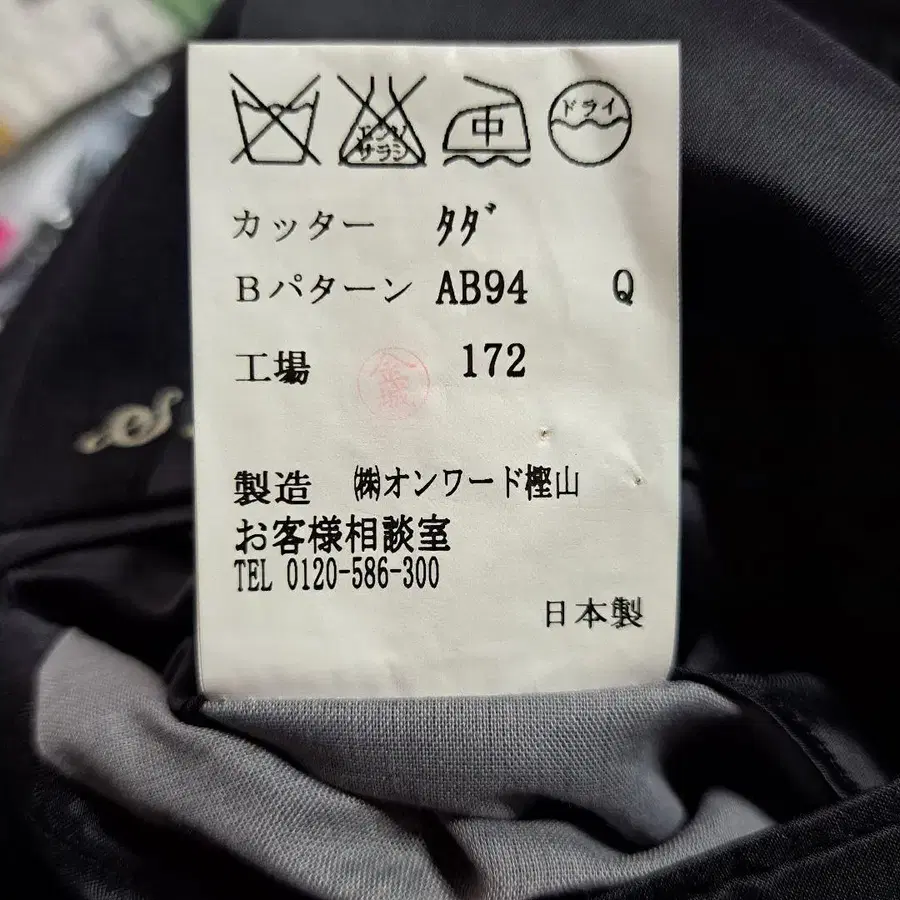 エンソ
サラシ
中
ドライ
カッター ﾀﾀﾞ
Bパターン AB94 Q
工場 172
製造 ㈱オンワード樫山
お客様相談室
TEL 0120-586-300
日本製